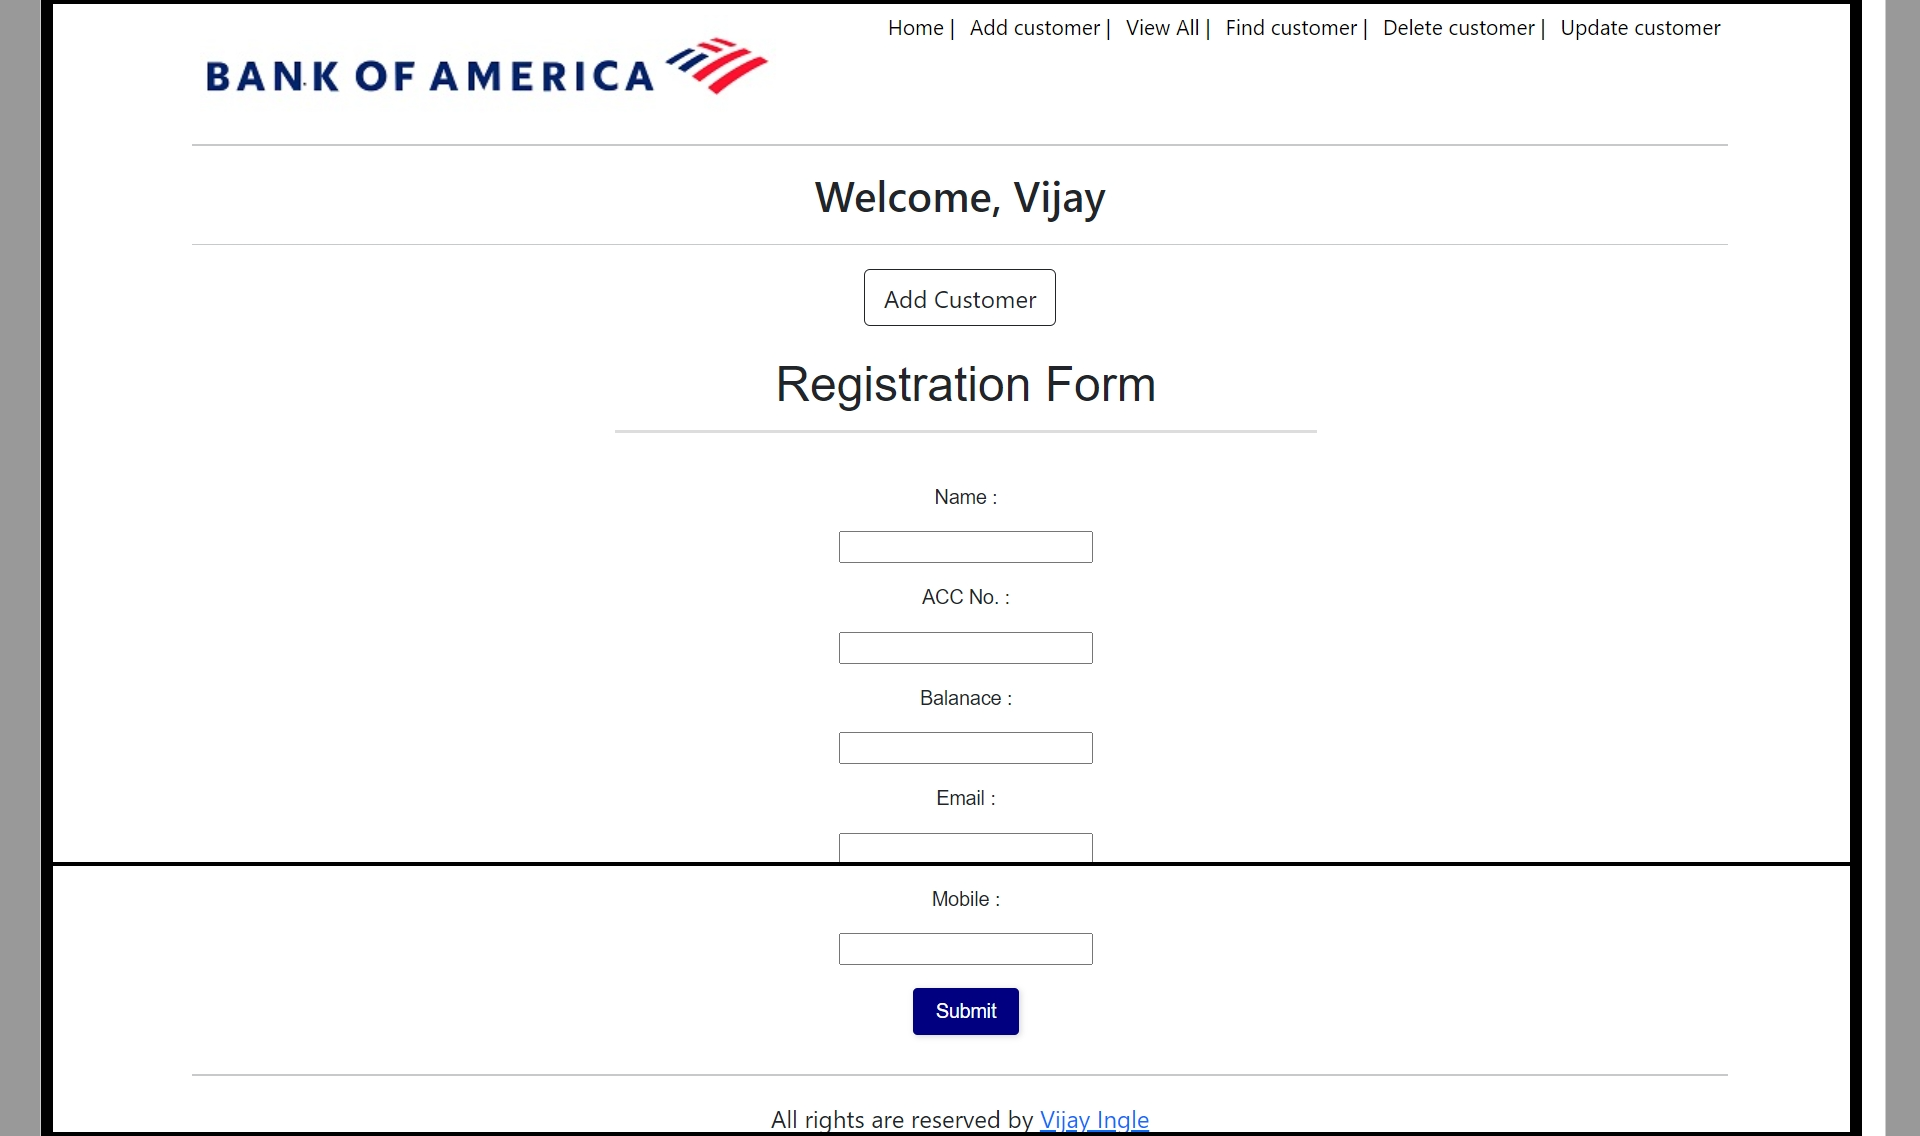 Home | Add customer | View All | Find customer | Delete customer | Update customer
BANK OF AMERICA
Welcome, Vijay
Add Customer
Registration Form
Name :
ACC No. :
Balanace :
Email :
Mobile :
Submit
All rights are reserved by Vijay Ingle